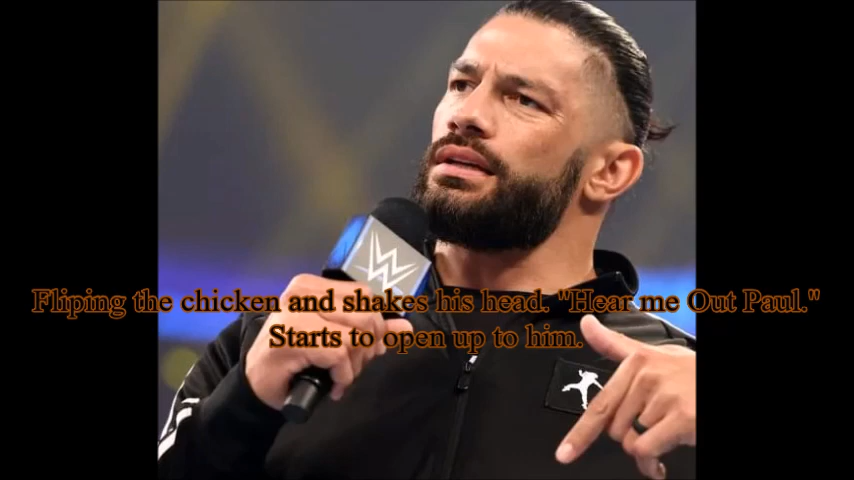 W
Fliping the chicken and shakes his head. "Hear me Out Paul."
Starts to open up to him.